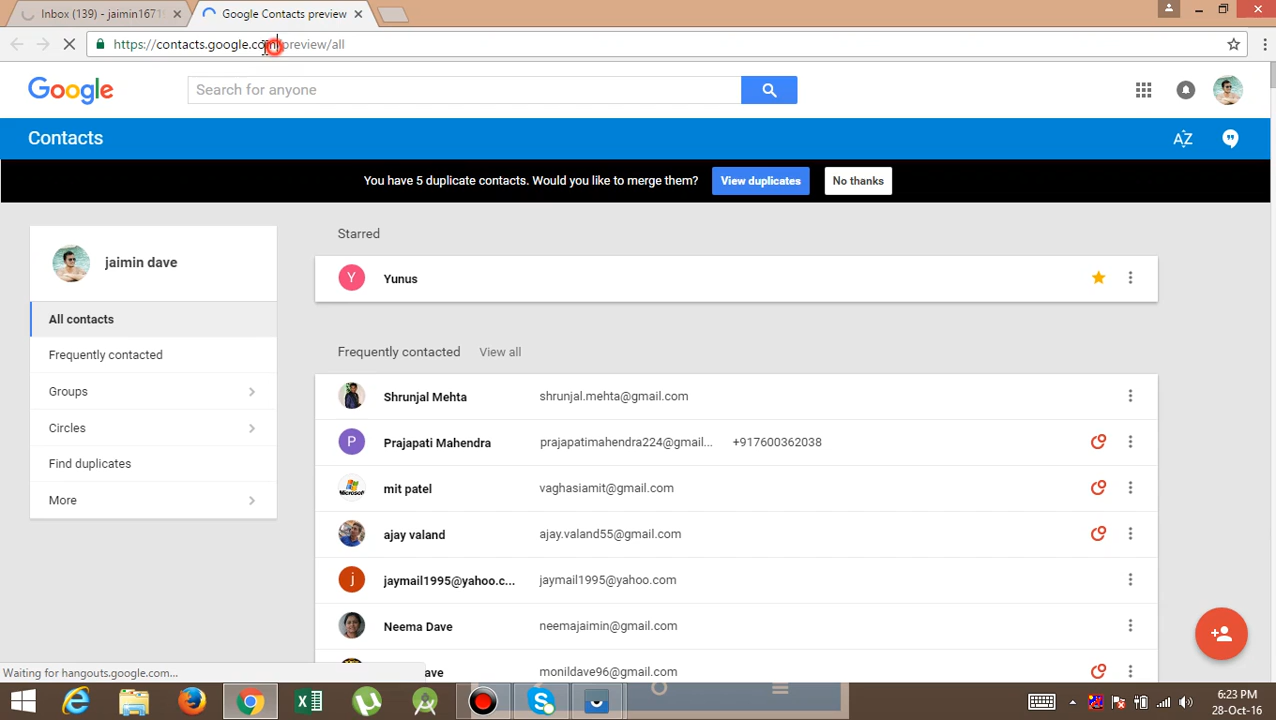 Inbox (139) - jaimin1671
Google Contacts preview
https://contacts.google.com/preview/all
Google
Search for anyone
Contacts
AZ
You have 5 duplicate contacts. Would you like to merge them?
View duplicates
No thanks
jaimin dave
All contacts
Frequently contacted
Groups
Circles
Find duplicates
More
Starred
Y
Yunus
Frequently contacted
View all
Shrunjal Mehta
shrunjal.mehta@gmail.com
P
Prajapati Mahendra
prajapatimahendra224@gmail...
+917600362038
Microsoft
mit patel
vaghasiamit@gmail.com
ajay valand
ajay.valand55@gmail.com
j
jaymail1995@yahoo.c...
jaymail1995@yahoo.com
Neema Dave
neemajaimin@gmail.com
ave
monildave96@gmail.com
Waiting for hangouts.google.com...
6:23 PM
28-Oct-16